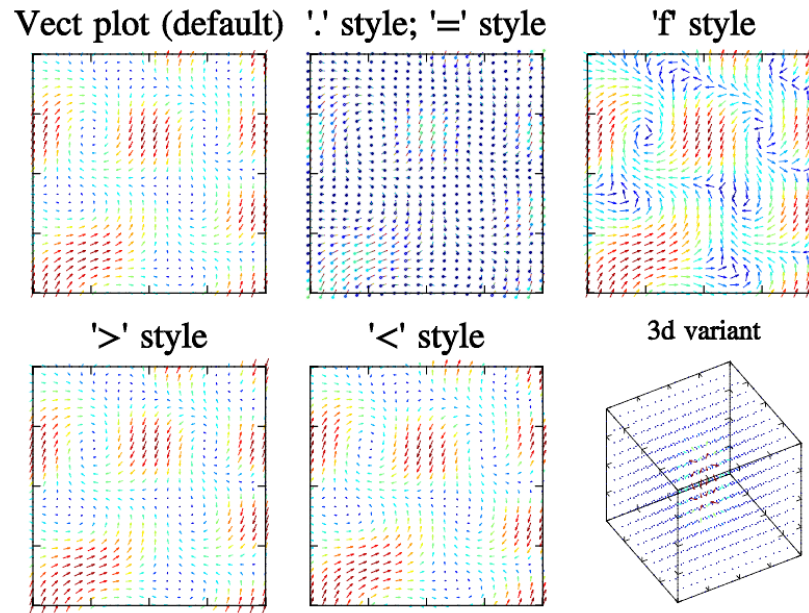 Vect plot (default)
'.' style; '=' style
'f' style
'>' style
'<' style
3d variant